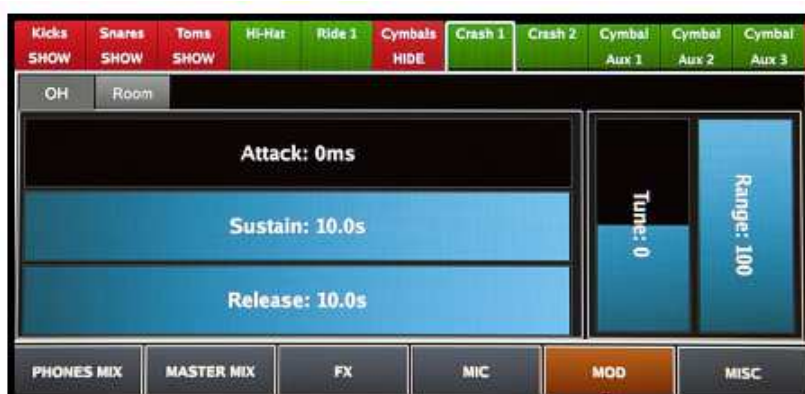 Kicks Snares Toms Hi-Hat Ride 1 Cymbals Crash 1 Crash 2 Cymbal Cymbal Cymbal
SHOW SHOW SHOW HIDE Aux 1 Aux 2 Aux 3
OH Room
Attack: 0ms
Sustain: 10.0s
Release: 10.0s
Tune: 0
Range: 100
PHONES MIX MASTER MIX FX MIC MOD MISC